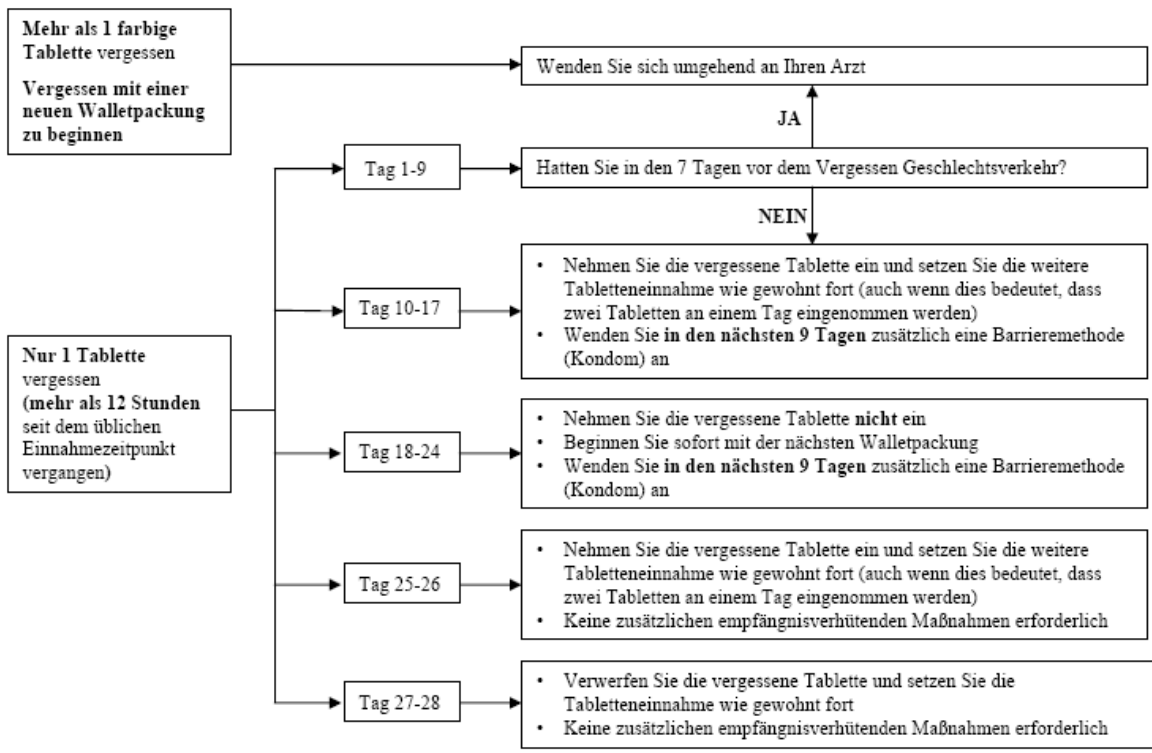 Mehr als 1 farbige
Tablette vergessen
Vergessen mit einer
neuen Walletpackung
zu beginnen
Wenden Sie sich umgehend an Ihren Arzt
JA
Tag 1-9
Hatten Sie in den 7 Tagen vor dem Vergessen Geschlechtsverkehr?
NEIN
Nur 1 Tablette
vergessen
(mehr als 12 Stunden
seit dem üblichen
Einnahmezeitpunkt
vergangen)
Tag 10-17
• Nehmen Sie die vergessene Tablette ein und setzen Sie die weitere
Tabletteneinnahme wie gewohnt fort (auch wenn dies bedeutet, dass
zwei Tabletten an einem Tag eingenommen werden)
• Wenden Sie in den nächsten 9 Tagen zusätzlich eine Barrieremethode
(Kondom) an
Tag 18-24
• Nehmen Sie die vergessene Tablette nicht ein
• Beginnen Sie sofort mit der nächsten Walletpackung
• Wenden Sie in den nächsten 9 Tagen zusätzlich eine Barrieremethode
(Kondom) an
Tag 25-26
• Nehmen Sie die vergessene Tablette ein und setzen Sie die weitere
Tabletteneinnahme wie gewohnt fort (auch wenn dies bedeutet, dass
zwei Tabletten an einem Tag eingenommen werden)
• Keine zusätzlichen empfängnisverhütenden Maßnahmen erforderlich
Tag 27-28
• Verwerfen Sie die vergessene Tablette und setzen Sie die
Tabletteneinnahme wie gewohnt fort
• Keine zusätzlichen empfängnisverhütenden Maßnahmen erforderlich